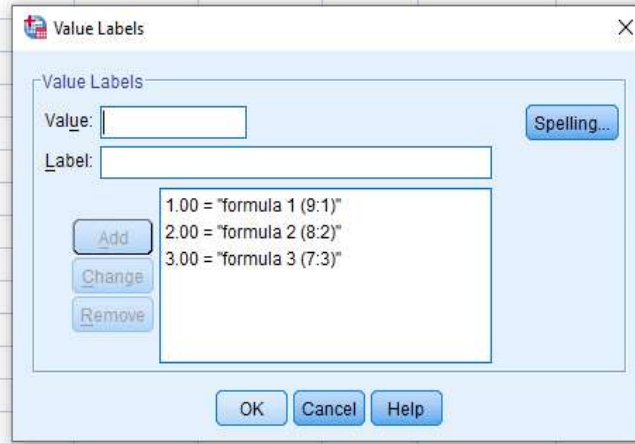 Value Labels
Value Labels
Value:
Spelling...
Label:
1.00 = "formula 1 (9:1)"
2.00 = "formula 2 (8:2)"
3.00 = "formula 3 (7:3)"
Add
Change
Remove
OK Cancel Help